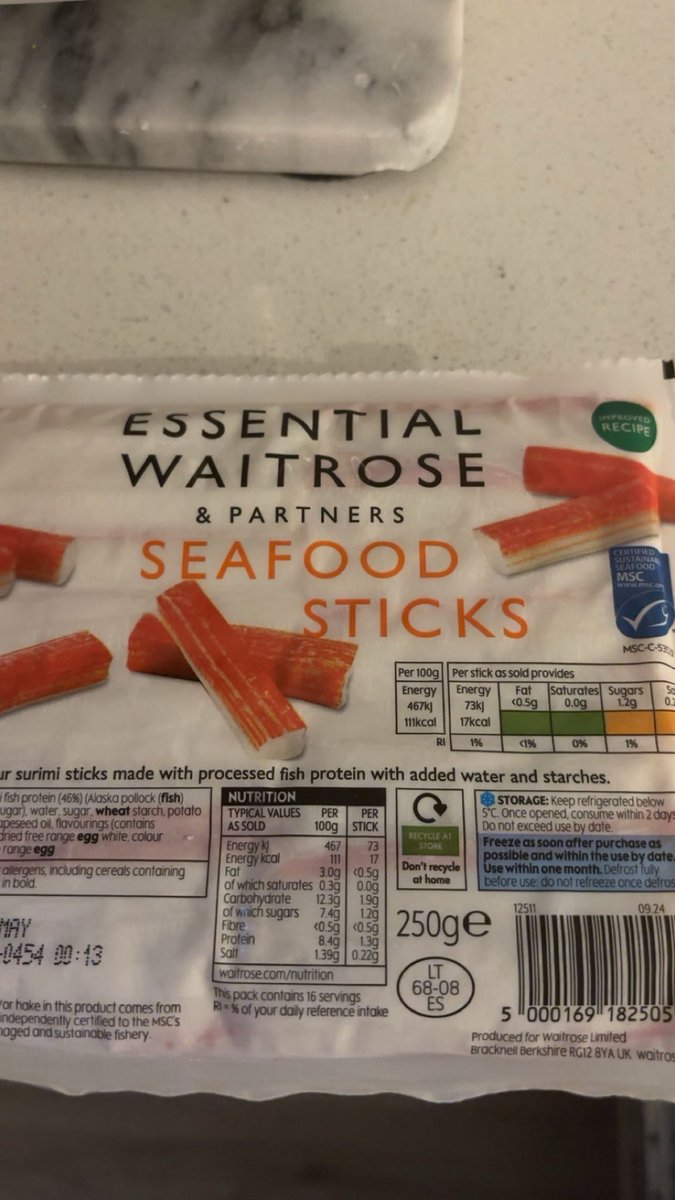 ESSENTIAL
WAITROSE
& PARTNERS
SEAFOOD
STICKS
IMPROVED
RECIPE
CERTIFIED
SUSTAINABLE
SEAFOOD
MSC
www.msc.org
MSC-C-53
Per 100g
Energy
467kJ
111kcal
Per stick as sold provides
Energy Fat Saturates Sugars
73kJ <0.5g 0.0g 1.2g
17kcal
RI 1% <1% 0% 1%
surimi sticks made with processed fish protein with added water and starches.
fish protein (46%) (Alaska pollock (fish)
water, sugar, wheat starch, potato
oil, flavourings (contains
dried free range egg white, colour
range egg
allergens, including cereals containing
in bold.
MAY
0454 00:13
or hake in this product comes from
independently certified to the MSC's
and sustainable fishery.
NUTRITION
TYPICAL VALUES AS SOLD PER 100g PER STICK
Energy kJ 467 73
Energy kcal 111 17
Fat 3.0g <0.5g
of which saturates 0.3g 0.0g
Carbohydrate 12.3g 1.9g
of which sugars 7.4g 1.2g
Fibre <0.5g <0.5g
Protein 8.4g 1.3g
Salt 1.39g 0.22g
waitrose.com/nutrition
This pack contains 16 servings
RI = % of your daily reference intake
RECYCLE AT
STORE
Don't recycle
at home
250g e
LT
68-08
ES
STORAGE: Keep refrigerated below
5°C. Once opened, consume within 2 days
Do not exceed use by date.
Freeze as soon after purchase as
possible and within the use by date.
Use within one month. Defrost fully
before use: do not refreeze once
12511 09.24
5 000169 182505
Produced for Waitrose Limited
Bracknell Berkshire RG12 8YA UK